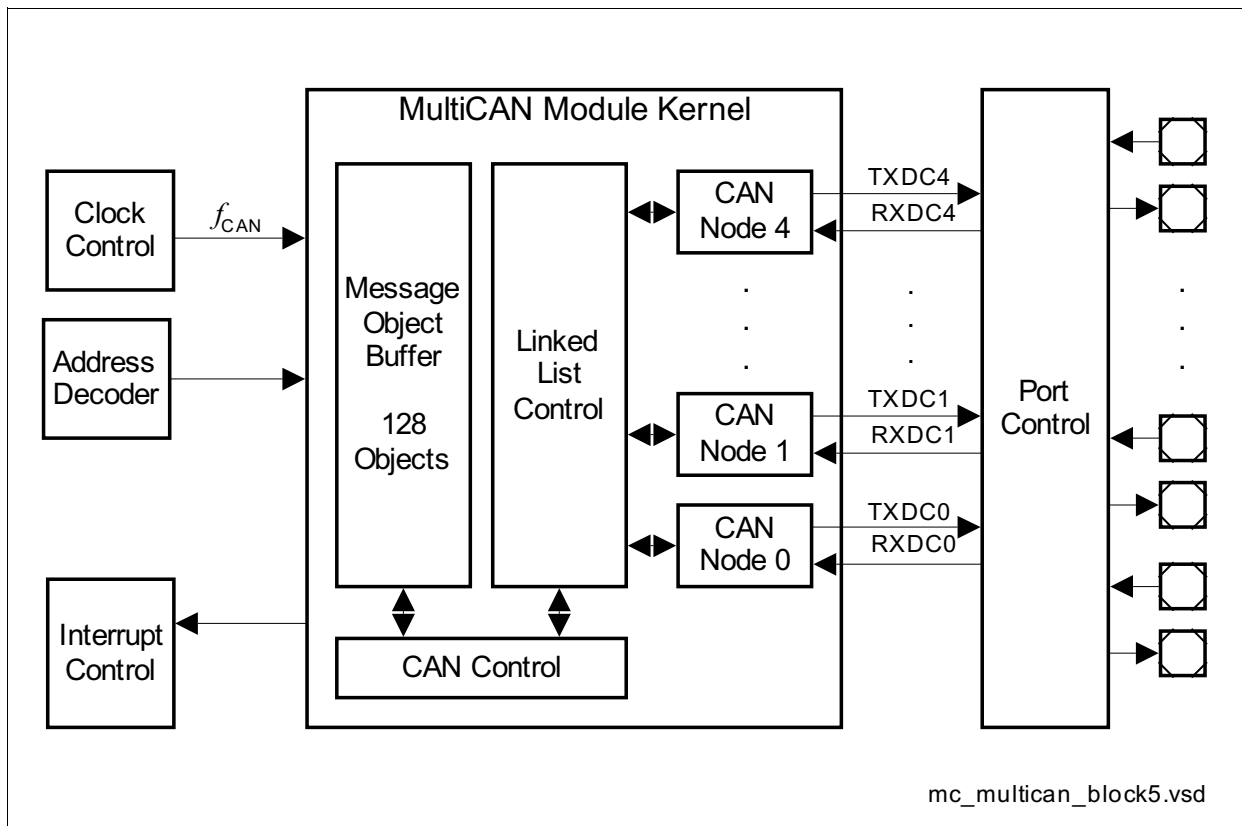 MultiCAN Module Kernel
Clock
Control
fCAN
Address
Decoder
Interrupt
Control
Message
Object
Buffer
128
Objects
Linked
List
Control
CAN Control
CAN
Node 4
CAN
Node 1
CAN
Node 0
TXDC4
RXDC4
TXDC1
RXDC1
TXDC0
RXDC0
Port
Control
mc_multican_block5.vsd